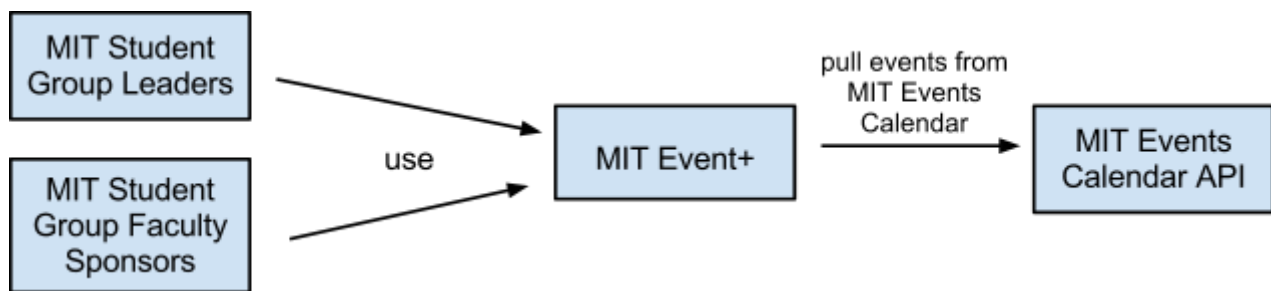 MIT Student
Group Leaders
MIT Student
Group Faculty
Sponsors
use
MIT Event+
pull events from
MIT Events
Calendar
MIT Events
Calendar API